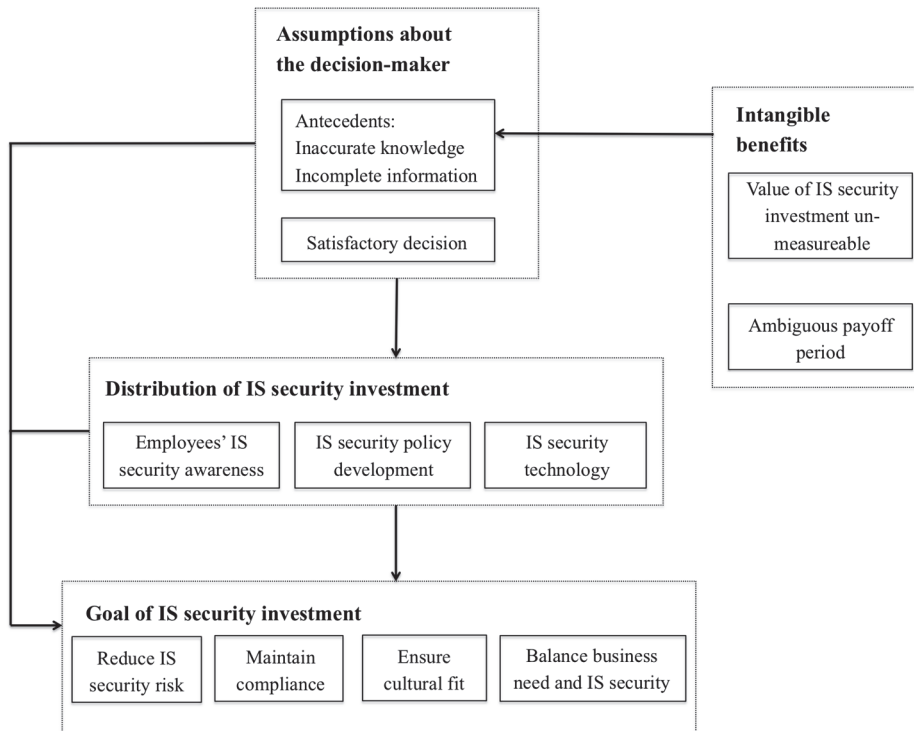 Assumptions about
the decision-maker
Antecedents:
Inaccurate knowledge
Incomplete information
Satisfactory decision
Intangible
benefits
Value of IS security
investment un-
measureable
Ambiguous payoff
period
Distribution of IS security investment
Employees’ IS
security awareness
IS security policy
development
IS security
technology
Goal of IS security investment
Reduce IS
security risk
Maintain
compliance
Ensure
cultural fit
Balance business
need and IS security